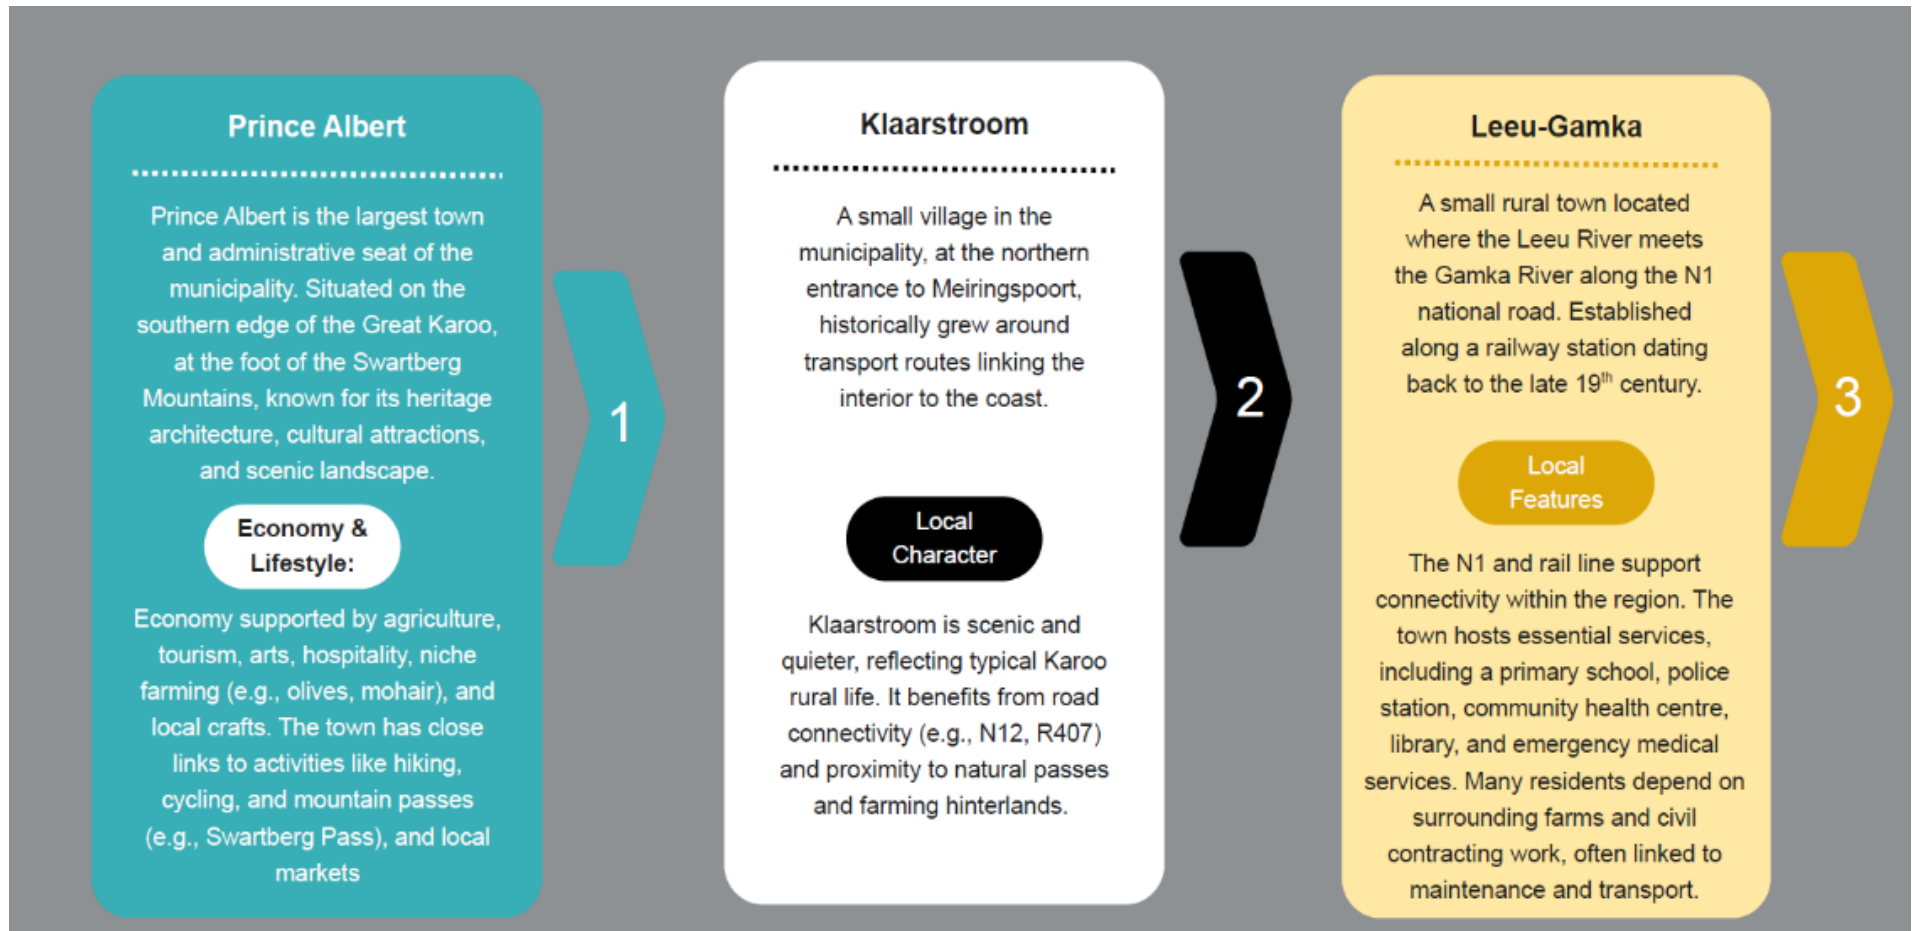 Prince Albert
Prince Albert is the largest town
and administrative seat of the
municipality. Situated on the
southern edge of the Great Karoo,
at the foot of the Swartberg
Mountains, known for its heritage
architecture, cultural attractions,
and scenic landscape.
Economy &
Lifestyle:
Economy supported by agriculture,
tourism, arts, hospitality, niche
farming (e.g., olives, mohair), and
local crafts. The town has close
links to activities like hiking,
cycling, and mountain passes
(e.g., Swartberg Pass), and local
markets
1
Klaarstroom
A small village in the
municipality, at the northern
entrance to Meiringspoort,
historically grew around
transport routes linking the
interior to the coast.
Local
Character
Klaarstroom is scenic and
quieter, reflecting typical Karoo
rural life. It benefits from road
connectivity (e.g., N12, R407)
and proximity to natural passes
and farming hinterlands.
2
Leeu-Gamka
A small rural town located
where the Leeu River meets
the Gamka River along the N1
national road. Established
along a railway station dating
back to the late 19th century.
Local
Features
The N1 and rail line support
connectivity within the region. The
town hosts essential services,
including a primary school, police
station, community health centre,
library, and emergency medical
services. Many residents depend on
surrounding farms and civil
contracting work, often linked to
maintenance and transport.
3